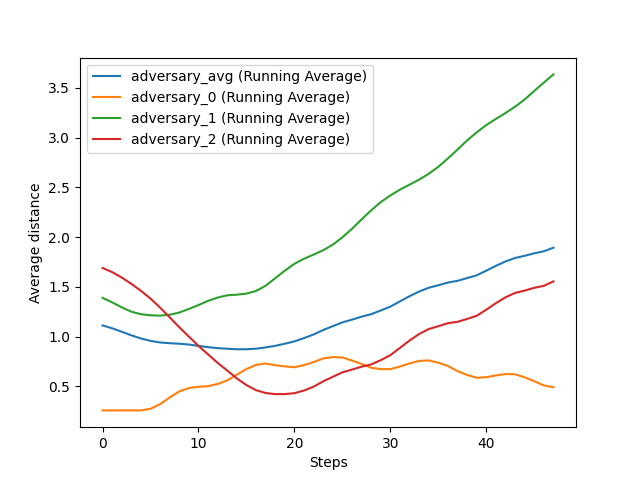 adversary_avg (Running Average)
adversary_0 (Running Average)
adversary_1 (Running Average)
adversary_2 (Running Average)
3.5
3.0
2.5
2.0
1.5
1.0
0.5
Average distance
0 10 20 30 40
Steps